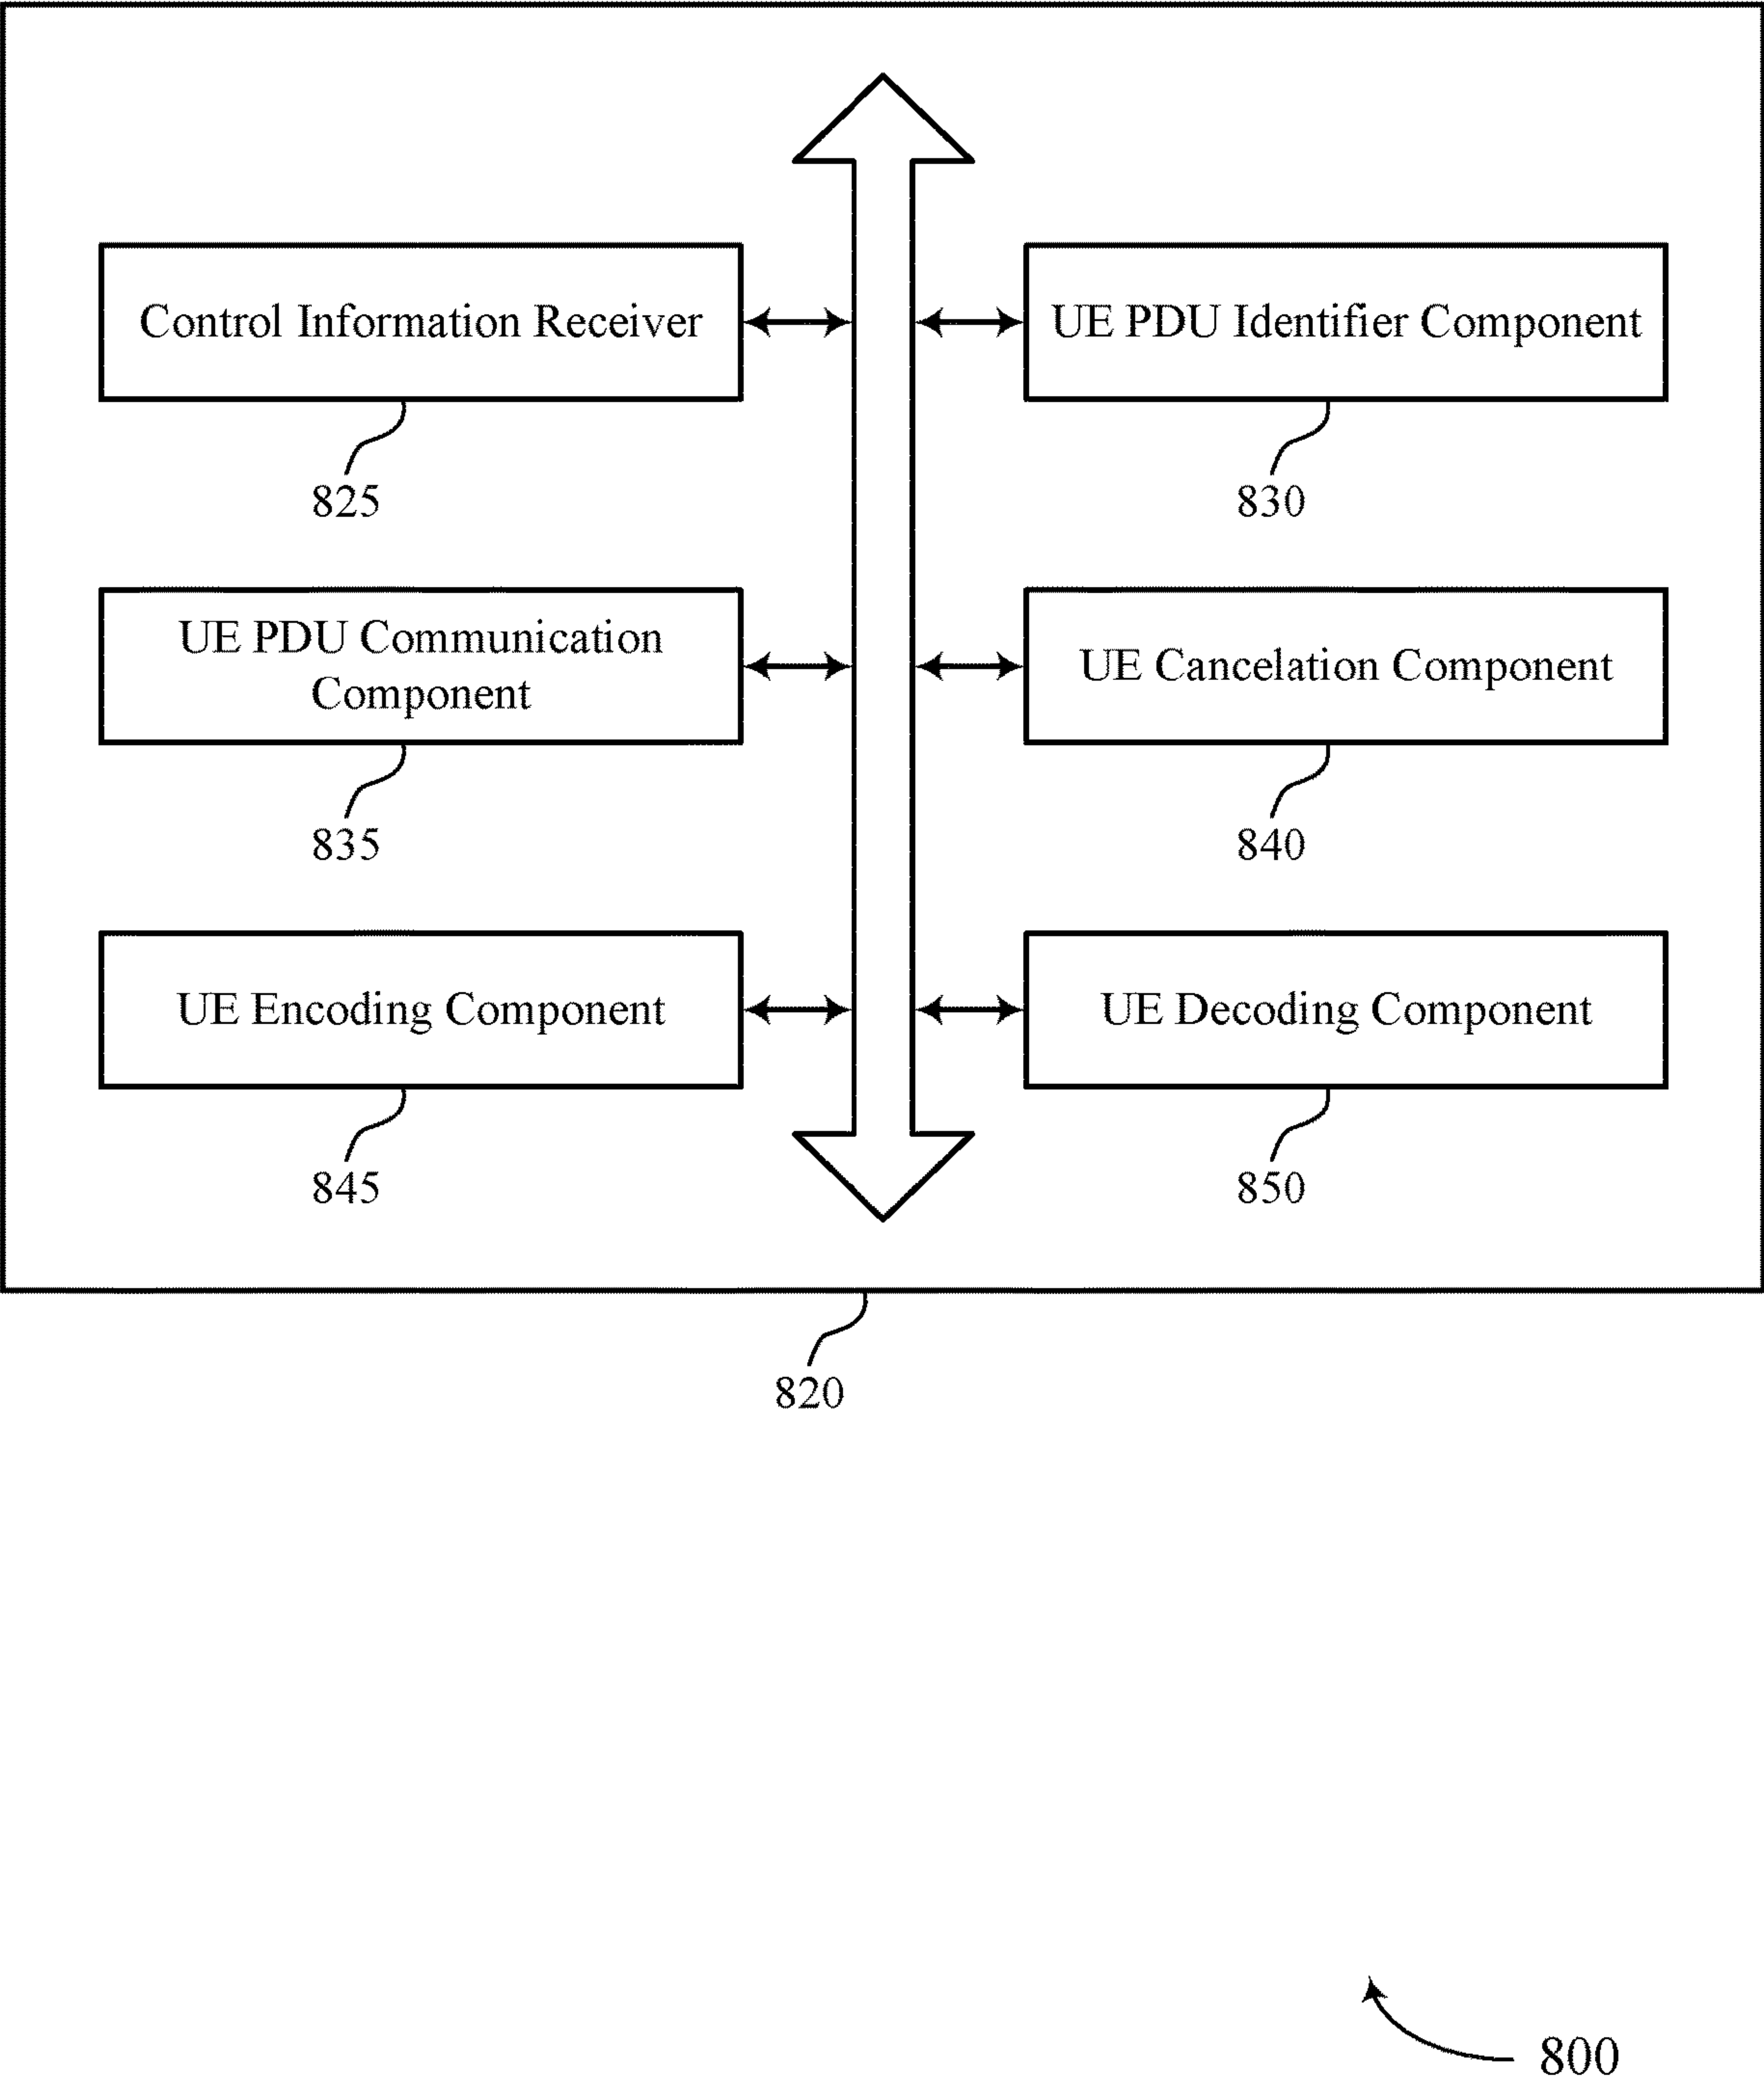 Control Information Receiver
UE PDU Identifier Component
825
830
UE PDU Communication
Component
UE Cancelation Component
835
840
UE Encoding Component
UE Decoding Component
845
850
820
800